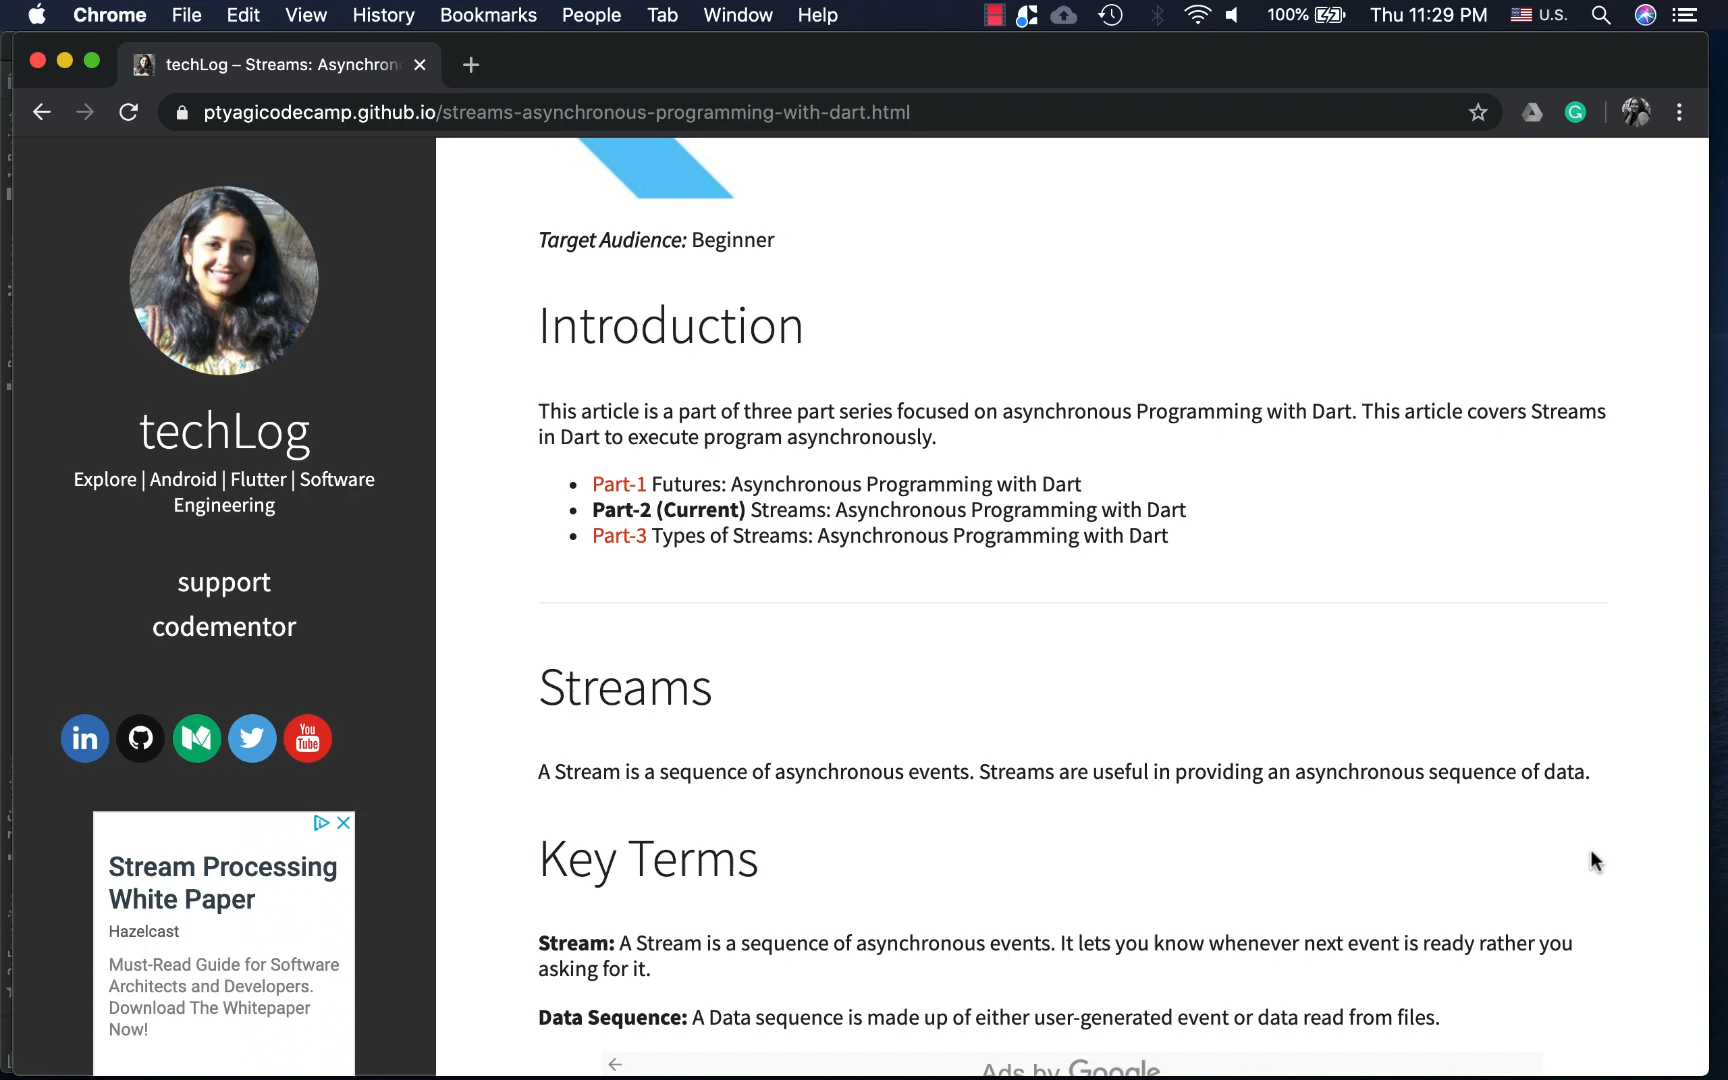 Chrome File Edit View History Bookmarks People Tab Window Help 100% Thu 11:29 PM U.S.
techLog – Streams: Asynchron
ptyagicodecamp.github.io/streams-asynchronous-programming-with-dart.html
techLog
Explore | Android | Flutter | Software
Engineering
support
codementor
in
You
Tube
Stream Processing
White Paper
Hazelcast
Must-Read Guide for Software
Architects and Developers.
Download The Whitepaper
Now!
Target Audience: Beginner
Introduction
This article is a part of three part series focused on asynchronous Programming with Dart. This article covers Streams
in Dart to execute program asynchronously.
• Part-1 Futures: Asynchronous Programming with Dart
• Part-2 (Current) Streams: Asynchronous Programming with Dart
• Part-3 Types of Streams: Asynchronous Programming with Dart
Streams
A Stream is a sequence of asynchronous events. Streams are useful in providing an asynchronous sequence of data.
Key Terms
Stream: A Stream is a sequence of asynchronous events. It lets you know whenever next event is ready rather you
asking for it.
Data Sequence: A Data sequence is made up of either user-generated event or data read from files.
Ads by Google